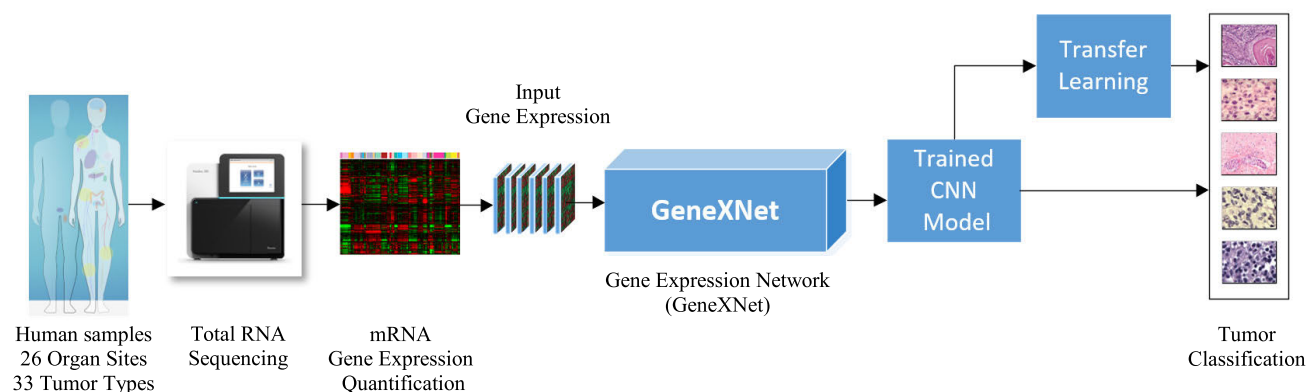 Human samples
26 Organ Sites
33 Tumor Types
Total RNA
Sequencing
mRNA
Gene Expression
Quantification
Input
Gene Expression
GeneXNet
Gene Expression Network
(GeneXNet)
Trained
CNN
Model
Transfer
Learning
Tumor
Classification